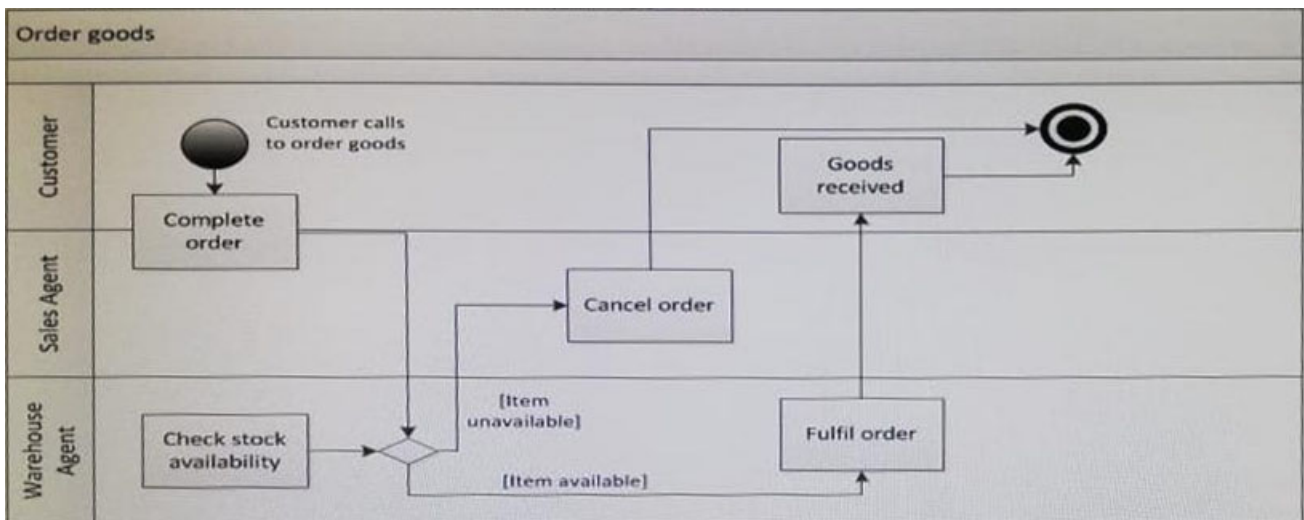 Order goods
Customer
Customer calls
to order goods
Complete
order
Goods
received
Sales Agent
Cancel order
Warehouse
Agent
Check stock
availability
[Item
unavailable]
[Item available]
Fulfil order